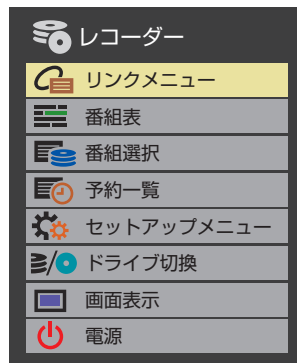 レコーダー
リンクメニュー
番組表
番組選択
予約一覧
セットアップメニュー
ドライブ切換
画面表示
電源